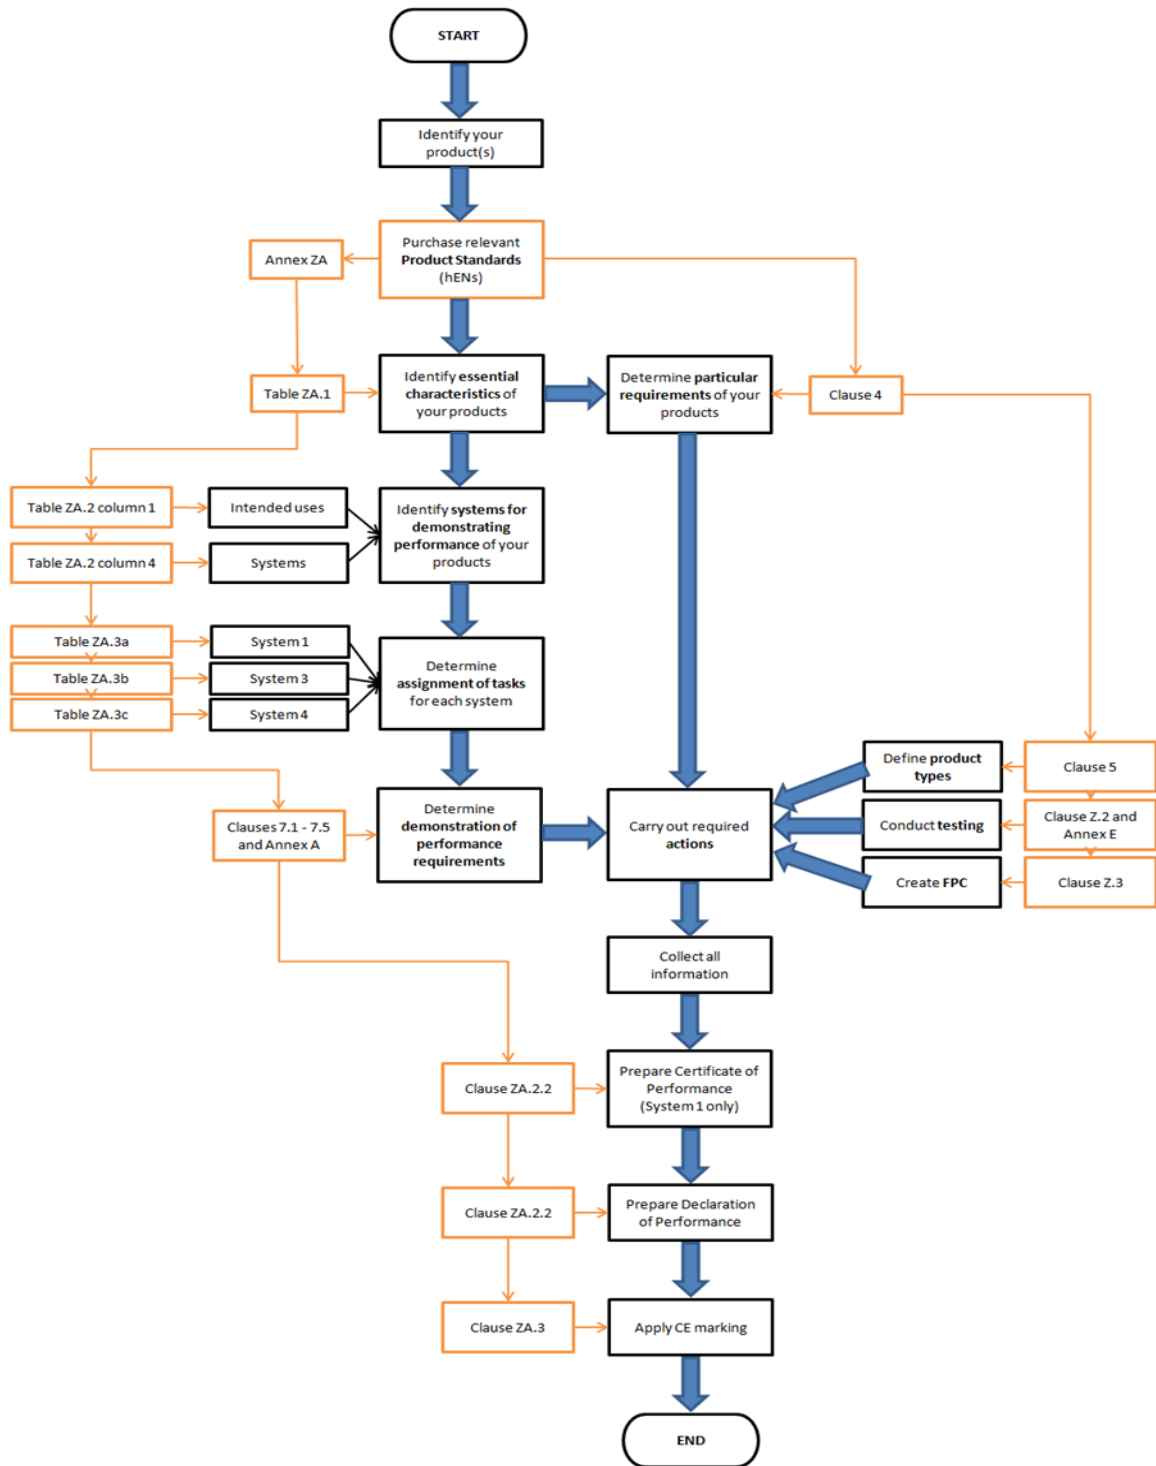 START
Identify your
product(s)
Purchase relevant
Product Standards
(hENs)
Annex ZA
Table ZA.1
Identify essential
characteristics of
your products
Determine particular
requirements of your
products
Clause 4
Table ZA.2 column 1
Intended uses
Table ZA.2 column 4
Systems
Identify systems for
demonstrating
performance of your
products
Table ZA.3a
System 1
Table ZA.3b
System 3
Table ZA.3c
System 4
Determine
assignment of tasks
for each system
Clauses 7.1 - 7.5
and Annex A
Determine
demonstration of
performance
requirements
Carry out required
actions
Define product
types
Clause 5
Conduct testing
Clause Z.2 and
Annex E
Create FPC
Clause Z.3
Collect all
information
Clause ZA.2.2
Prepare Certificate of
Performance
(System 1 only)
Clause ZA.2.2
Prepare Declaration
of Performance
Clause ZA.3
Apply CE marking
END